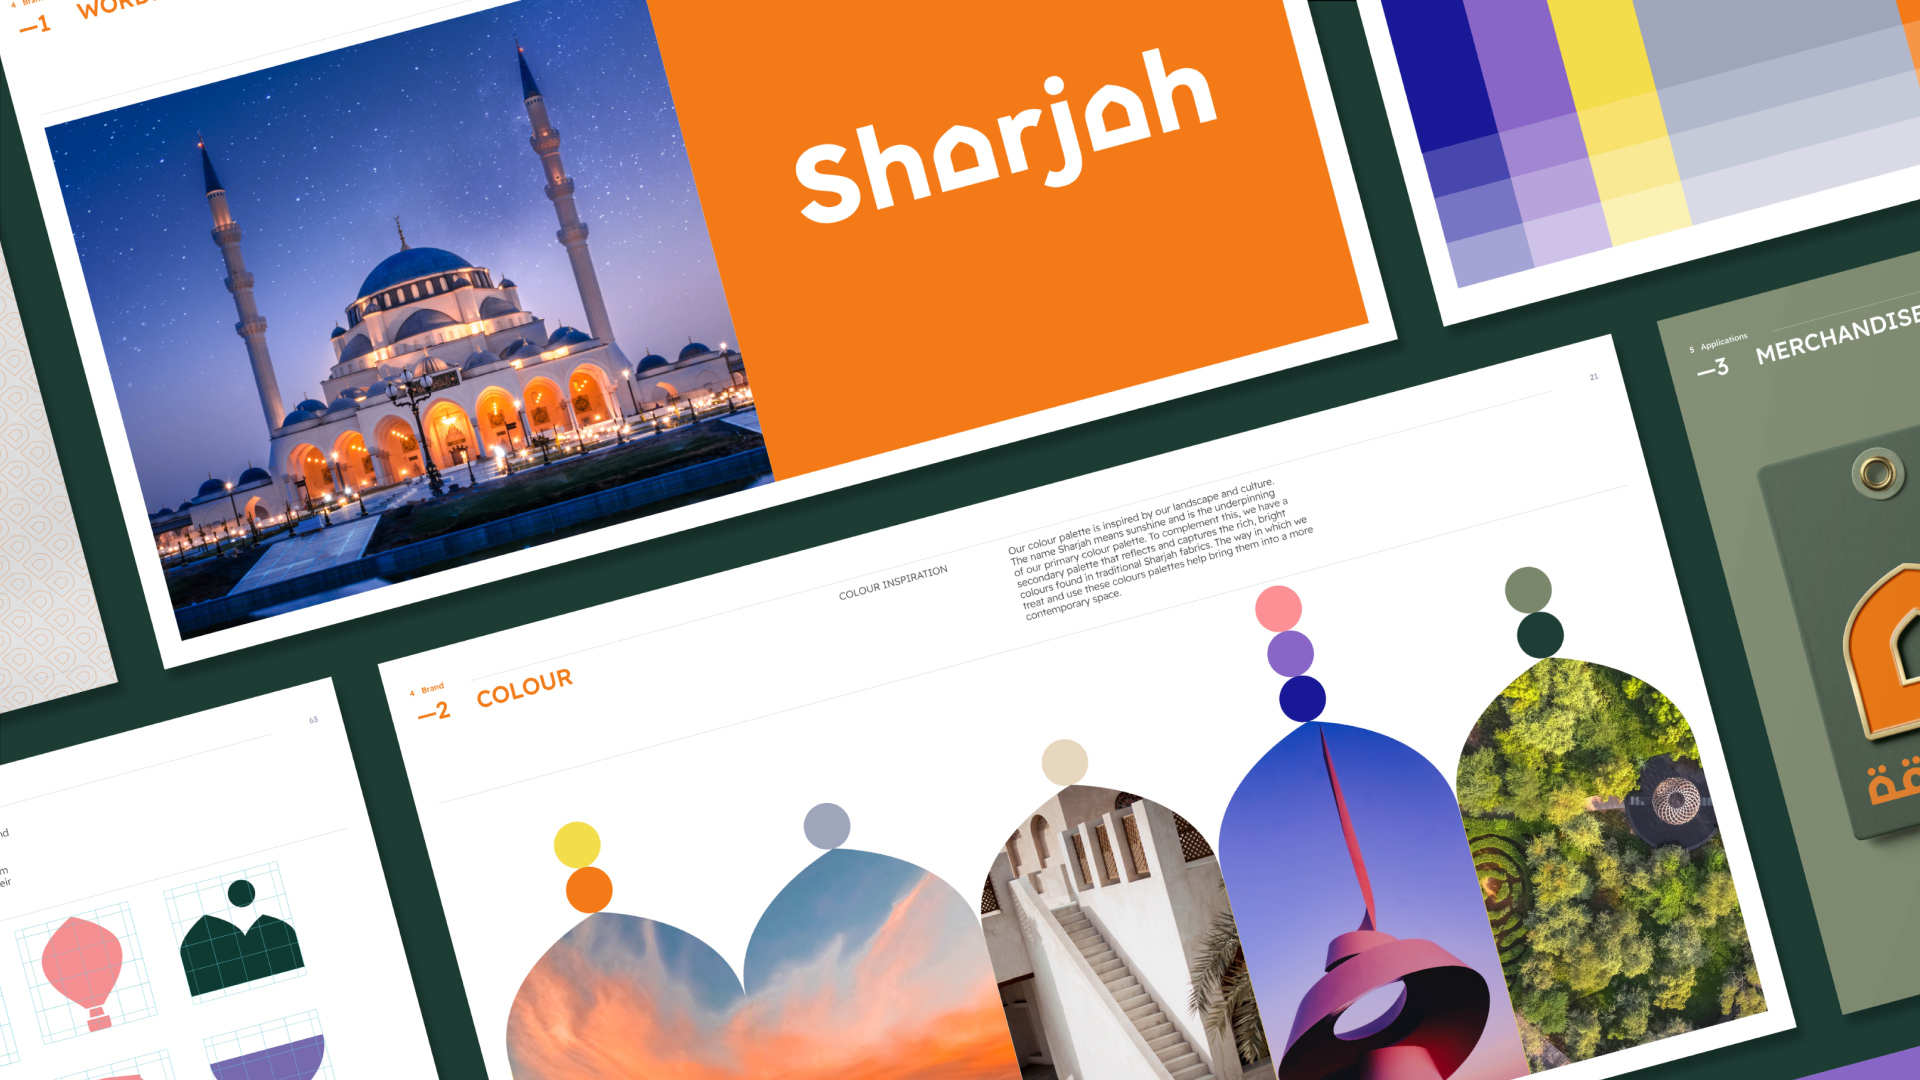 4 Brand
—1
Sharjah
21
Our colour palette is inspired by our landscape and culture.
The name Sharjah means sunshine and is the underpinning
of our primary colour palette. To complement this, we have a
secondary palette that reflects and captures the rich, bright
colours found in traditional Sharjah fabrics. The way in which we
treat and use these colours palettes help bring them into a more
contemporary space.
COLOUR INSPIRATION
4 Brand
—2 COLOUR
5 Applications
—3 MERCHANDISE
63